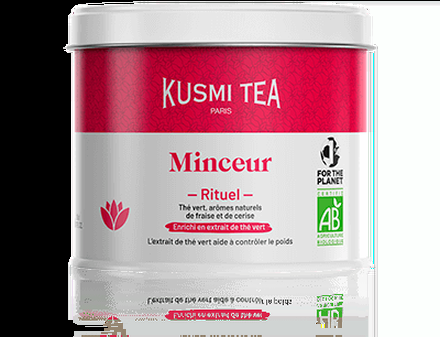 KUSMI TEA
PARIS
Minceur
— Rituel —
Thé vert, arômes naturels
de fraise et de cerise
Enrichi en extrait de thé vert
L'extrait de thé vert aide à contrôler le poids
FOR THE
PLANET
CERTIFIÉ
AB
AGRICULTURE
BIOLOGIQUE